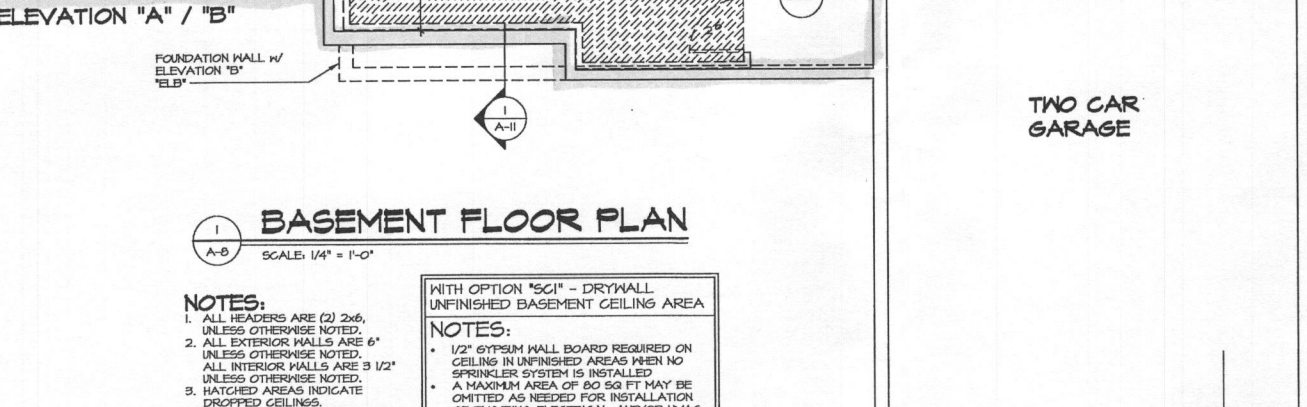 ELEVATION "A" / "B"
FOUNDATION WALL w/
ELEVATION "B"
"ELB"
1
A-11
TWO CAR
GARAGE
1
A-8
BASEMENT FLOOR PLAN
SCALE: 1/4" = 1'-0"
NOTES:
1. ALL HEADERS ARE (2) 2x6,
UNLESS OTHERWISE NOTED.
2. ALL EXTERIOR WALLS ARE 6"
UNLESS OTHERWISE NOTED.
ALL INTERIOR WALLS ARE 3 1/2"
UNLESS OTHERWISE NOTED.
3. HATCHED AREAS INDICATE
DROPPED CEILINGS.
WITH OPTION "SC1" - DRYWALL
UNFINISHED BASEMENT CEILING AREA
NOTES:
• 1/2" GYPSUM WALL BOARD REQUIRED ON
CEILING IN UNFINISHED AREAS WHEN NO
SPRINKLER SYSTEM IS INSTALLED
• A MAXIMUM AREA OF 80 SQ FT MAY BE
OMITTED AS NEEDED FOR INSTALLATION